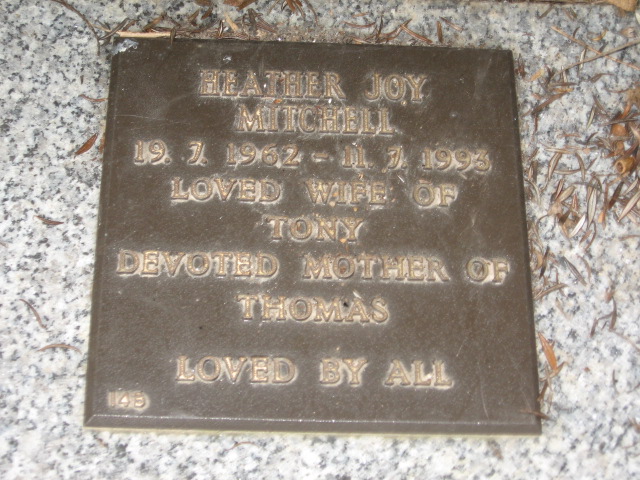 HEATHER JOY
MITCHELL
19. 7. 1962 - 11. 7. 1993
LOVED WIFE OF
TONY
DEVOTED MOTHER OF
THOMAS
LOVED BY ALL
14B